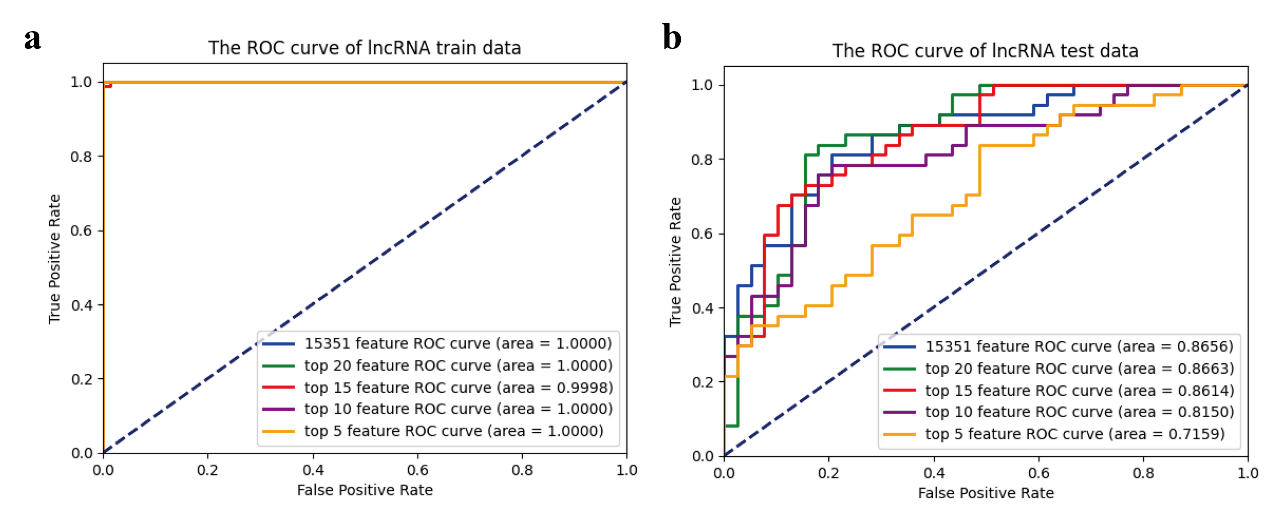 a
The ROC curve of lncRNA train data
True Positive Rate
1.0
0.8
0.6
0.4
0.2
0.0
0.0 0.2 0.4 0.6 0.8 1.0
False Positive Rate
15351 feature ROC curve (area = 1.0000)
top 20 feature ROC curve (area = 1.0000)
top 15 feature ROC curve (area = 0.9998)
top 10 feature ROC curve (area = 1.0000)
top 5 feature ROC curve (area = 1.0000)
b
The ROC curve of lncRNA test data
True Positive Rate
1.0
0.8
0.6
0.4
0.2
0.0
0.0 0.2 0.4 0.6 0.8 1.0
False Positive Rate
15351 feature ROC curve (area = 0.8656)
top 20 feature ROC curve (area = 0.8663)
top 15 feature ROC curve (area = 0.8614)
top 10 feature ROC curve (area = 0.8150)
top 5 feature ROC curve (area = 0.7159)